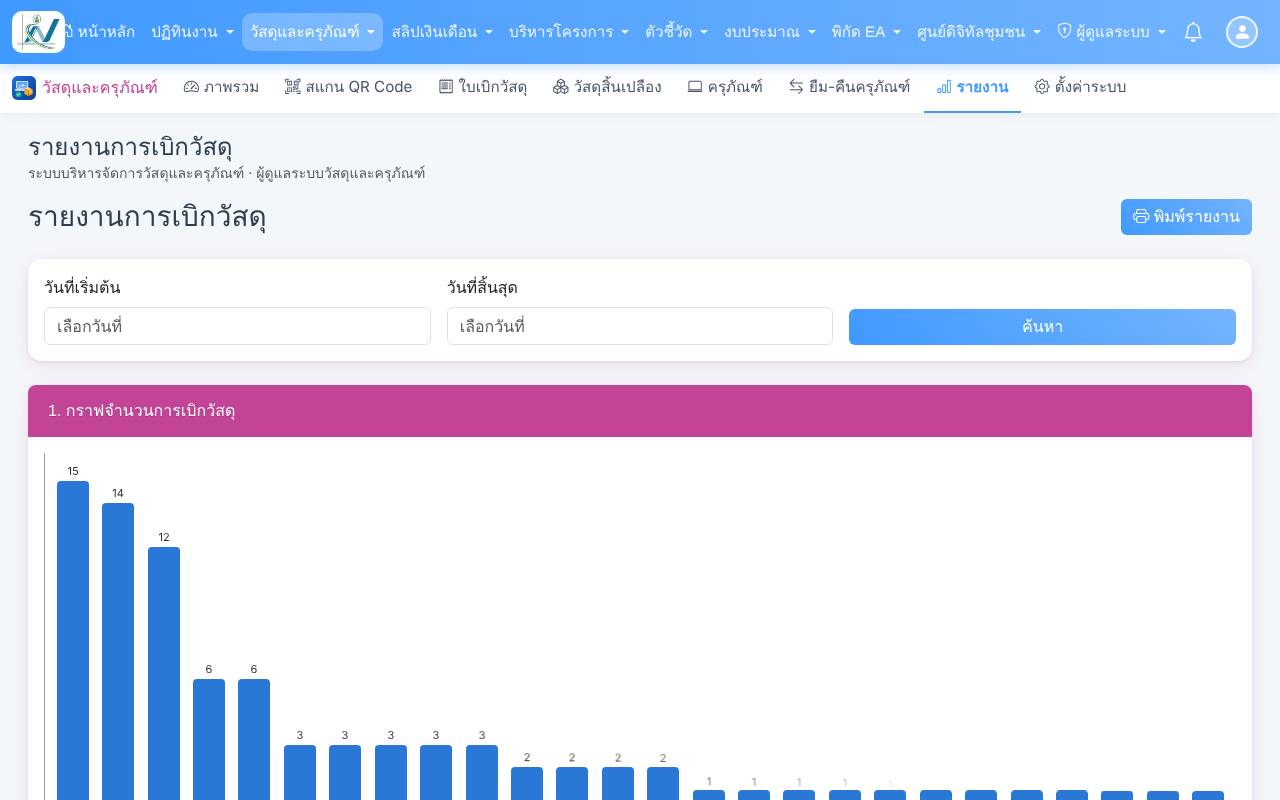 หน้าหลัก ปฏิทินงาน วัสดุและครุภัณฑ์ สลิปเงินเดือน บริหารโครงการ ตัวชี้วัด งบประมาณ พิกัด EA ศูนย์ดิจิทัลชุมชน ผู้ดูแลระบบ
วัสดุและครุภัณฑ์ ภาพรวม สแกน QR Code ใบเบิกวัสดุ วัสดุสิ้นเปลือง ครุภัณฑ์ ยืม-คืนครุภัณฑ์ รายงาน ตั้งค่าระบบ
รายงานการเบิกวัสดุ
ระบบบริหารจัดการวัสดุและครุภัณฑ์ · ผู้ดูแลระบบวัสดุและครุภัณฑ์
รายงานการเบิกวัสดุ พิมพ์รายงาน
วันที่เริ่มต้น วันที่สิ้นสุด
เลือกวันที่ เลือกวันที่ ค้นหา
1. กราฟจำนวนการเบิกวัสดุ
15
14
12
6 6
3 3 3 3 3
2 2 2 2
1 1 1 1 1